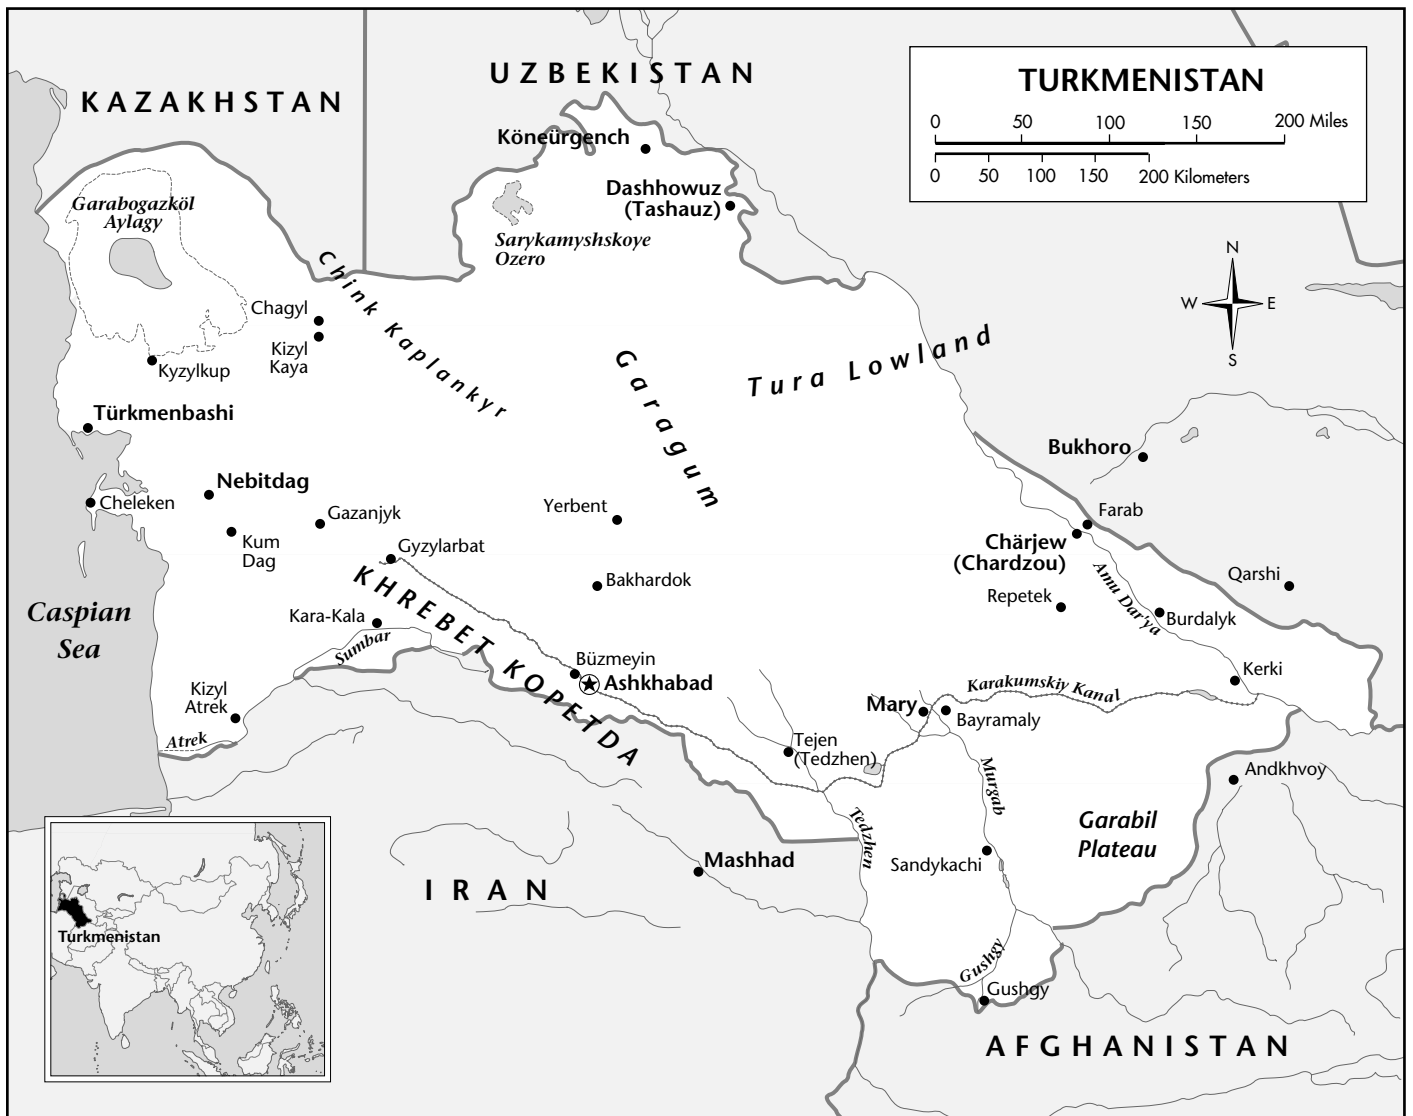 UZBEKISTAN
KAZAKHSTAN
TURKMENISTAN
0 50 100 150 200 Miles
0 50 100 150 200 Kilometers
Köneürgench
Dashhowuz
(Tashauz)
Garabogazköl
Aylagy
Sarykamyshskoye
Ozero
N
W E
S
Chink Kaplankyr
Chagyl
Kizyl
Kaya
Kyzylkup
Garagum
Tura Lowland
Türkmenbashi
Bukhoro
Nebitdag
Cheleken
Gazanjyk
Yerbent
Farab
Kum
Dag
Chärjew
(Chardzou)
Gyzylarbat
Bakhardok
Amu Dar'ya
Qarshi
Repetek
Burdalyk
KHREBET KOPETDA
Caspian
Sea
Kara-Kala
Sumbar
Büzmeyin
Ashkhabad
Kerki
Karakumskiy Kanal
Kizyl
Atrek
Mary
Bayramaly
Atrek
Tejen
(Tedzhen)
Murgab
Andkhvoy
Tedzhen
Garabil
Plateau
Mashhad
Sandykachi
IRAN
Turkmenistan
Gushgy
Gushgy
AFGHANISTAN